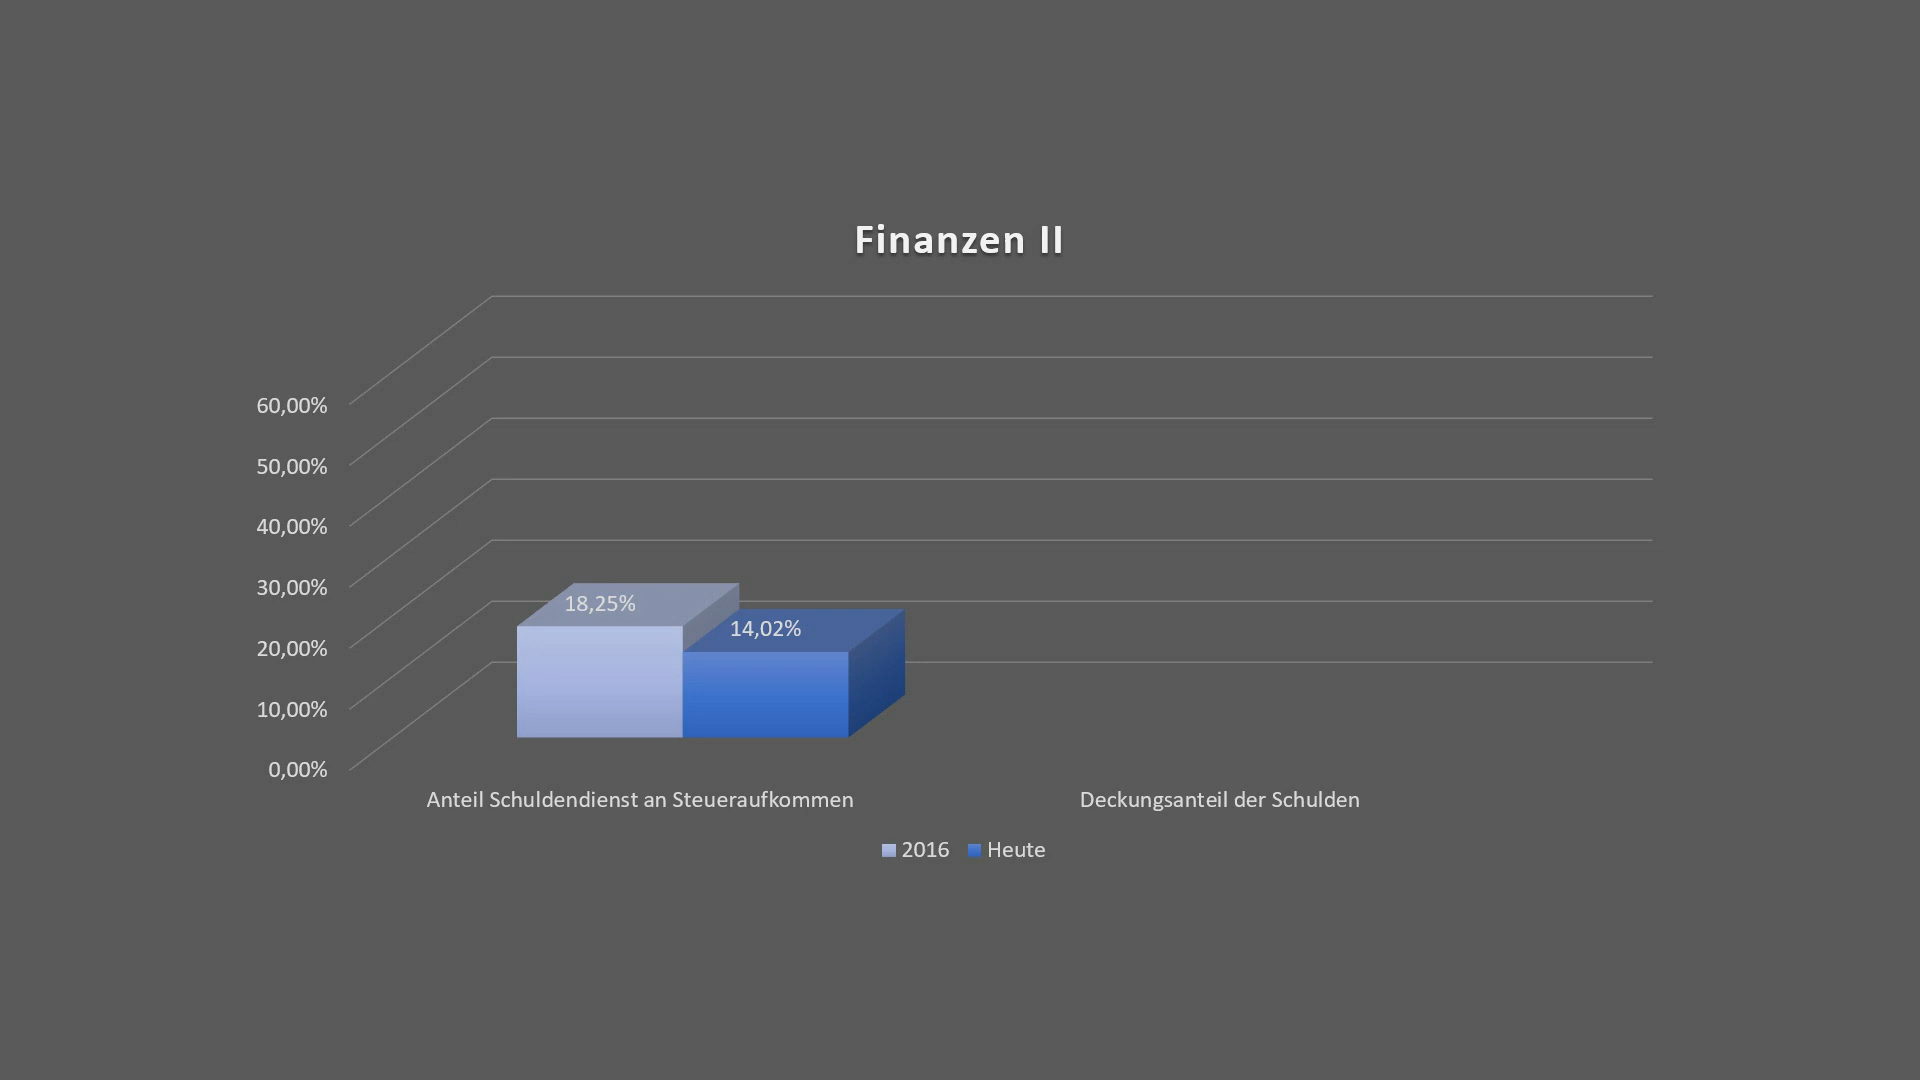 Finanzen II
60,00%
50,00%
40,00%
30,00%
20,00%
10,00%
0,00%
18,25%
14,02%
Anteil Schuldendienst an Steueraufkommen
Deckungsanteil der Schulden
2016
Heute